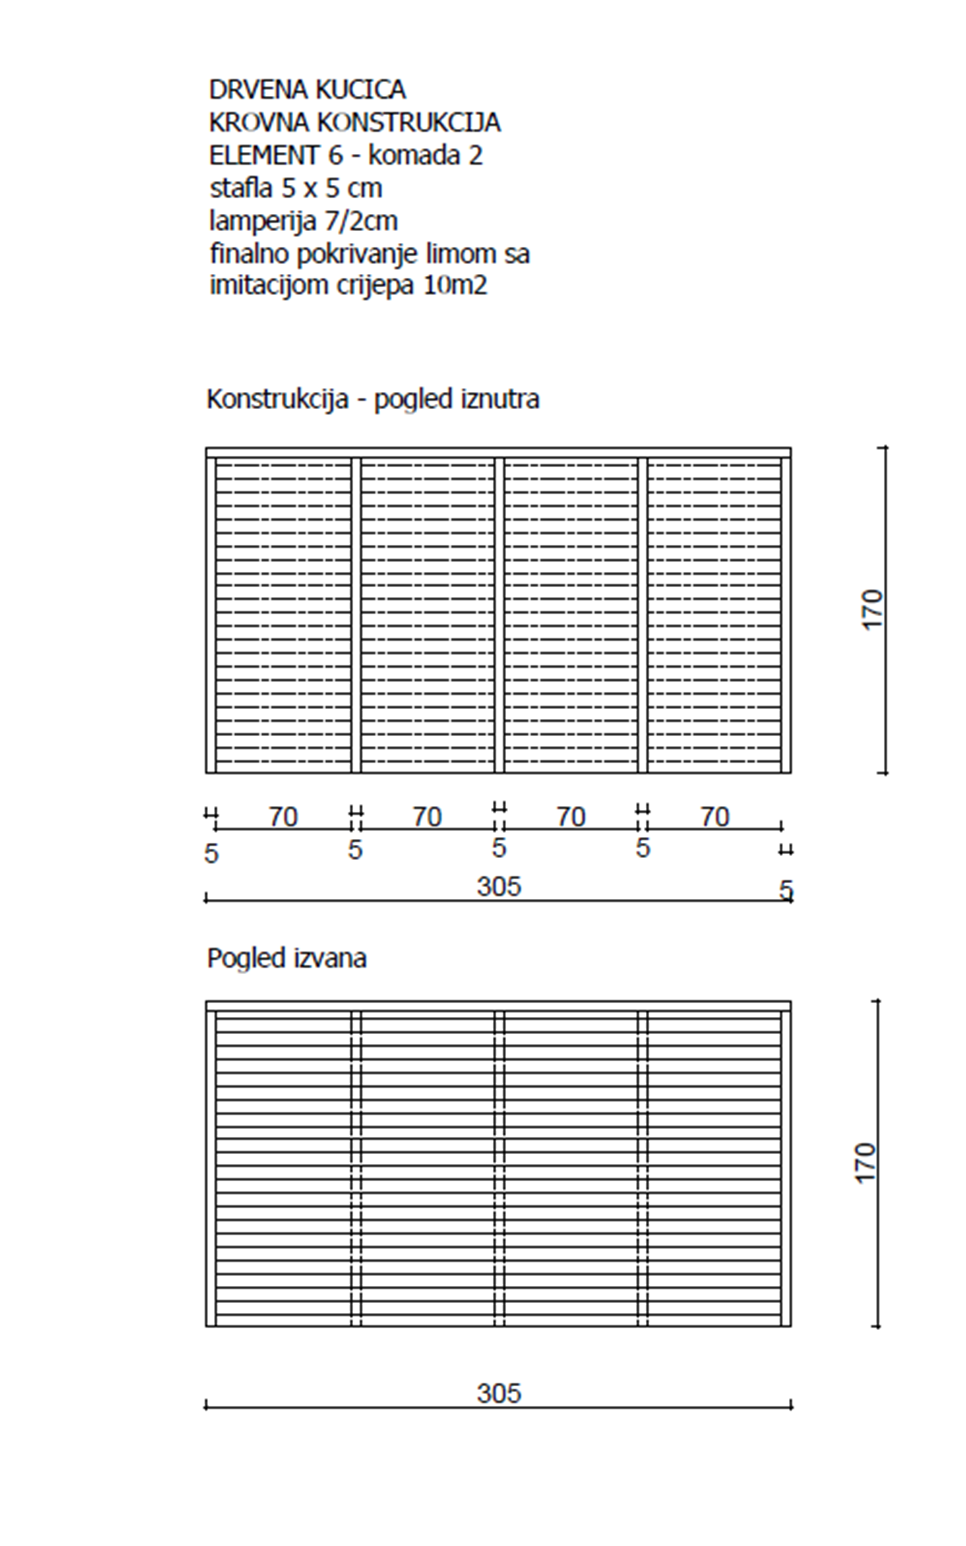 DRVENA KUCICA
KROVNA KONSTRUKCIJA
ELEMENT 6 - komada 2
stafla 5 x 5 cm
lamperija 7/2cm
finalno pokrivanje limom sa
imitacijom crijepa 10m2
Konstrukcija - pogled iznutra
170
70 70 70 70
5 5 5 5 5
305
Pogled izvana
170
305